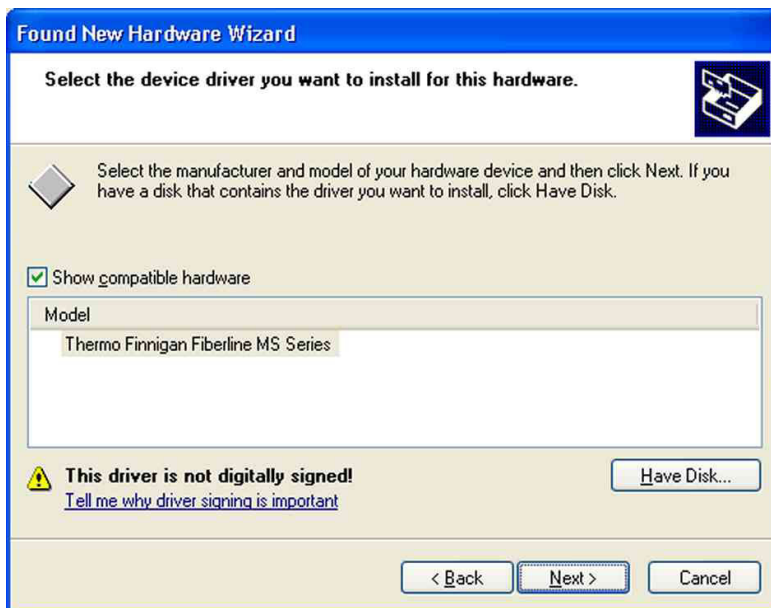 Found New Hardware Wizard
Select the device driver you want to install for this hardware.
Select the manufacturer and model of your hardware device and then click Next. If you
have a disk that contains the driver you want to install, click Have Disk.
Show compatible hardware
Model
Thermo Finnigan Fiberline MS Series
This driver is not digitally signed!
Have Disk...
Tell me why driver signing is important
< Back
Next >
Cancel